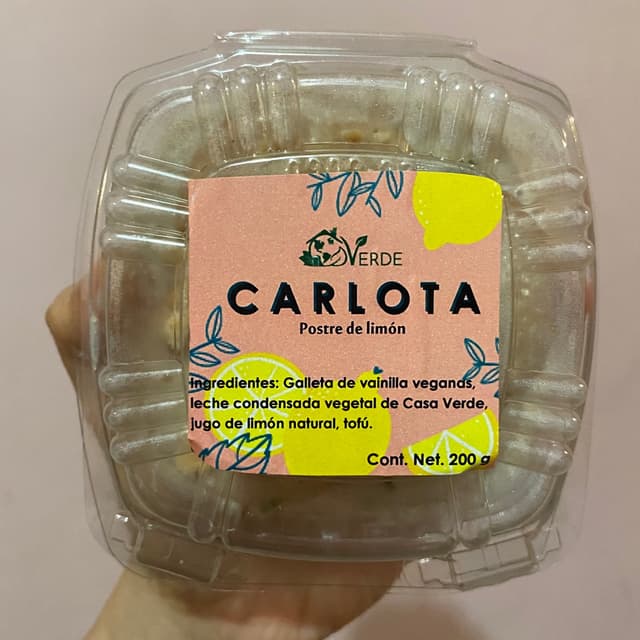 VERDE
CARLOTA
Postre de limón
Ingredientes: Galleta de vainilla veganas,
leche condensada vegetal de Casa Verde,
jugo de limón natural, tofú.
Cont. Net. 200 g